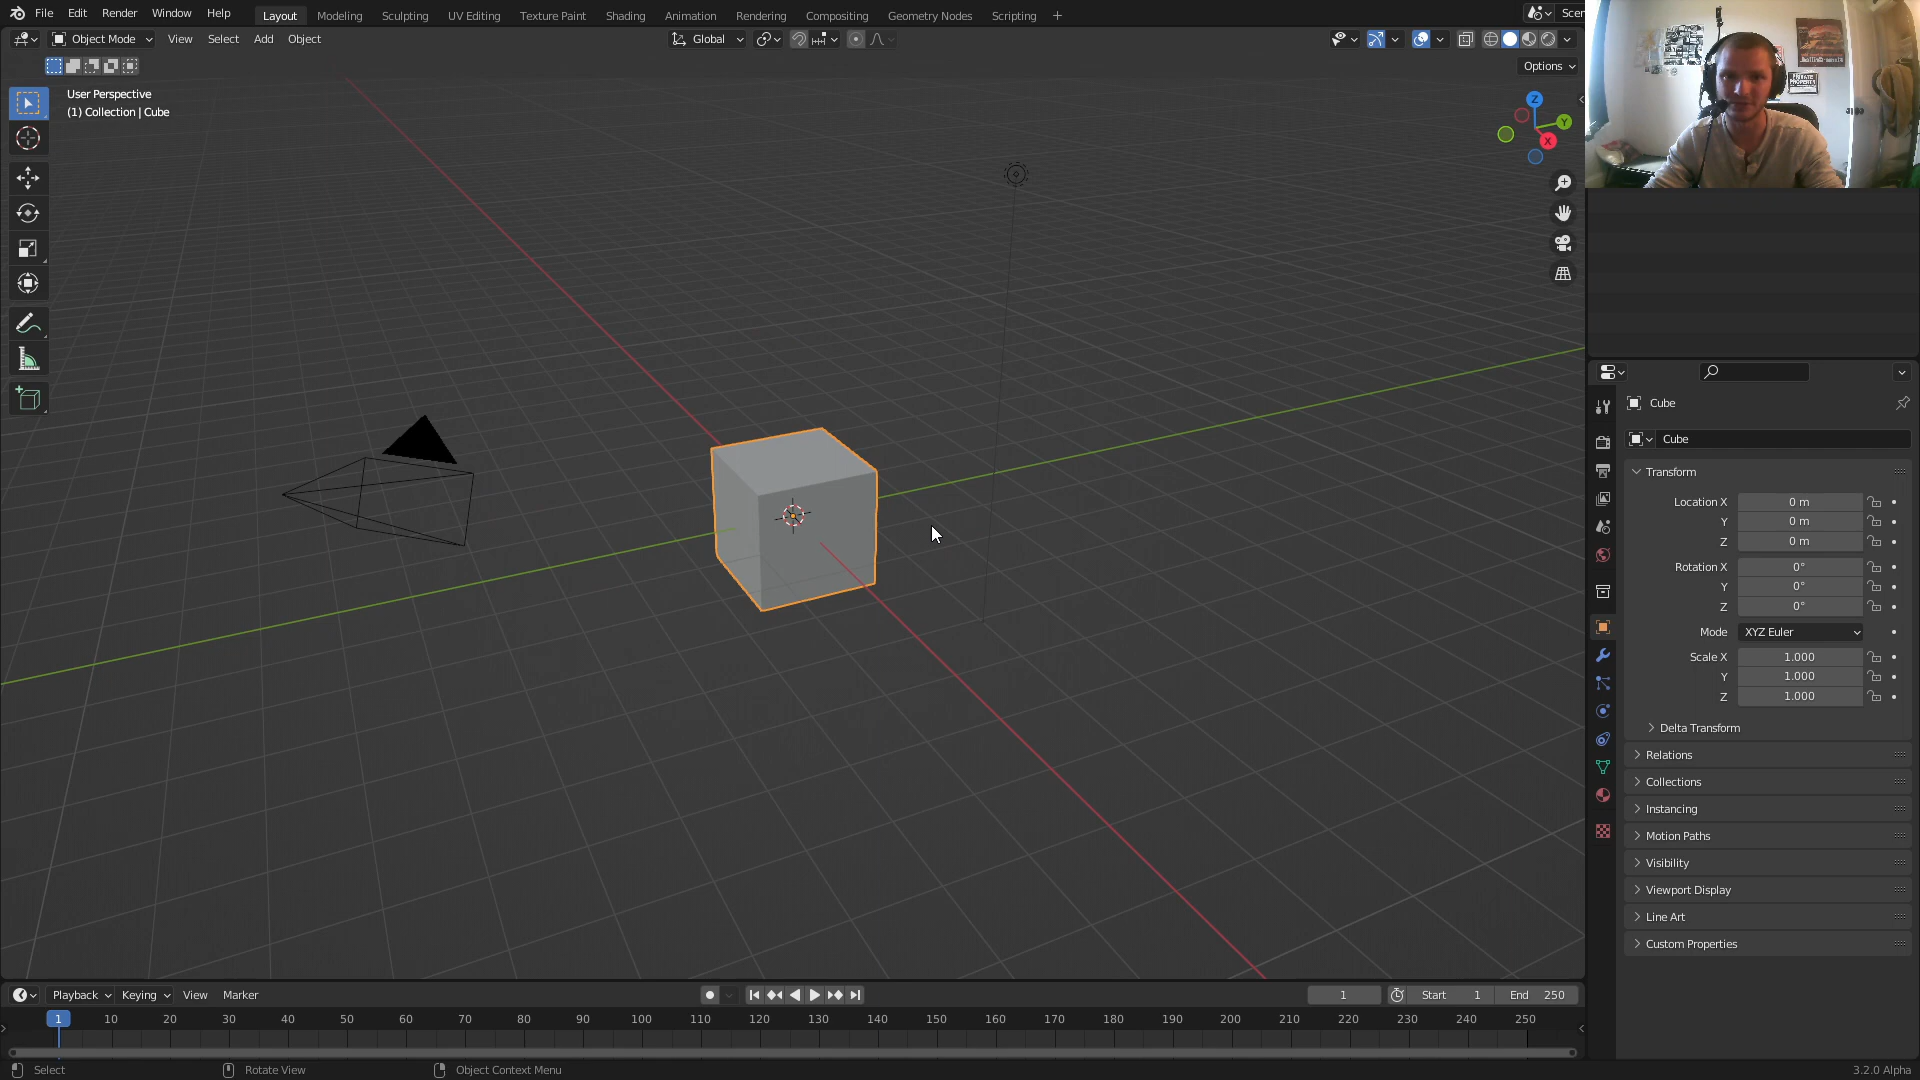 File Edit Render Window Help
Layout Modeling Sculpting UV Editing Texture Paint Shading Animation Rendering Compositing Geometry Nodes Scripting +
Scen
Object Mode View Select Add Object
Global
Options
User Perspective
(1) Collection | Cube
Z
Y
X
PRIVATE
PROPERTY
Cube
Cube
Transform
Location X 0 m
Y 0 m
Z 0 m
Rotation X 0°
Y 0°
Z 0°
Mode XYZ Euler
Scale X 1.000
Y 1.000
Z 1.000
Delta Transform
Relations
Collections
Instancing
Motion Paths
Visibility
Viewport Display
Line Art
Custom Properties
Playback Keying View Marker
1 Start 1 End 250
1 10 20 30 40 50 60 70 80 90 100 110 120 130 140 150 160 170 180 190 200 210 220 230 240 250
Select Rotate View Object Context Menu 3.2.0 Alpha